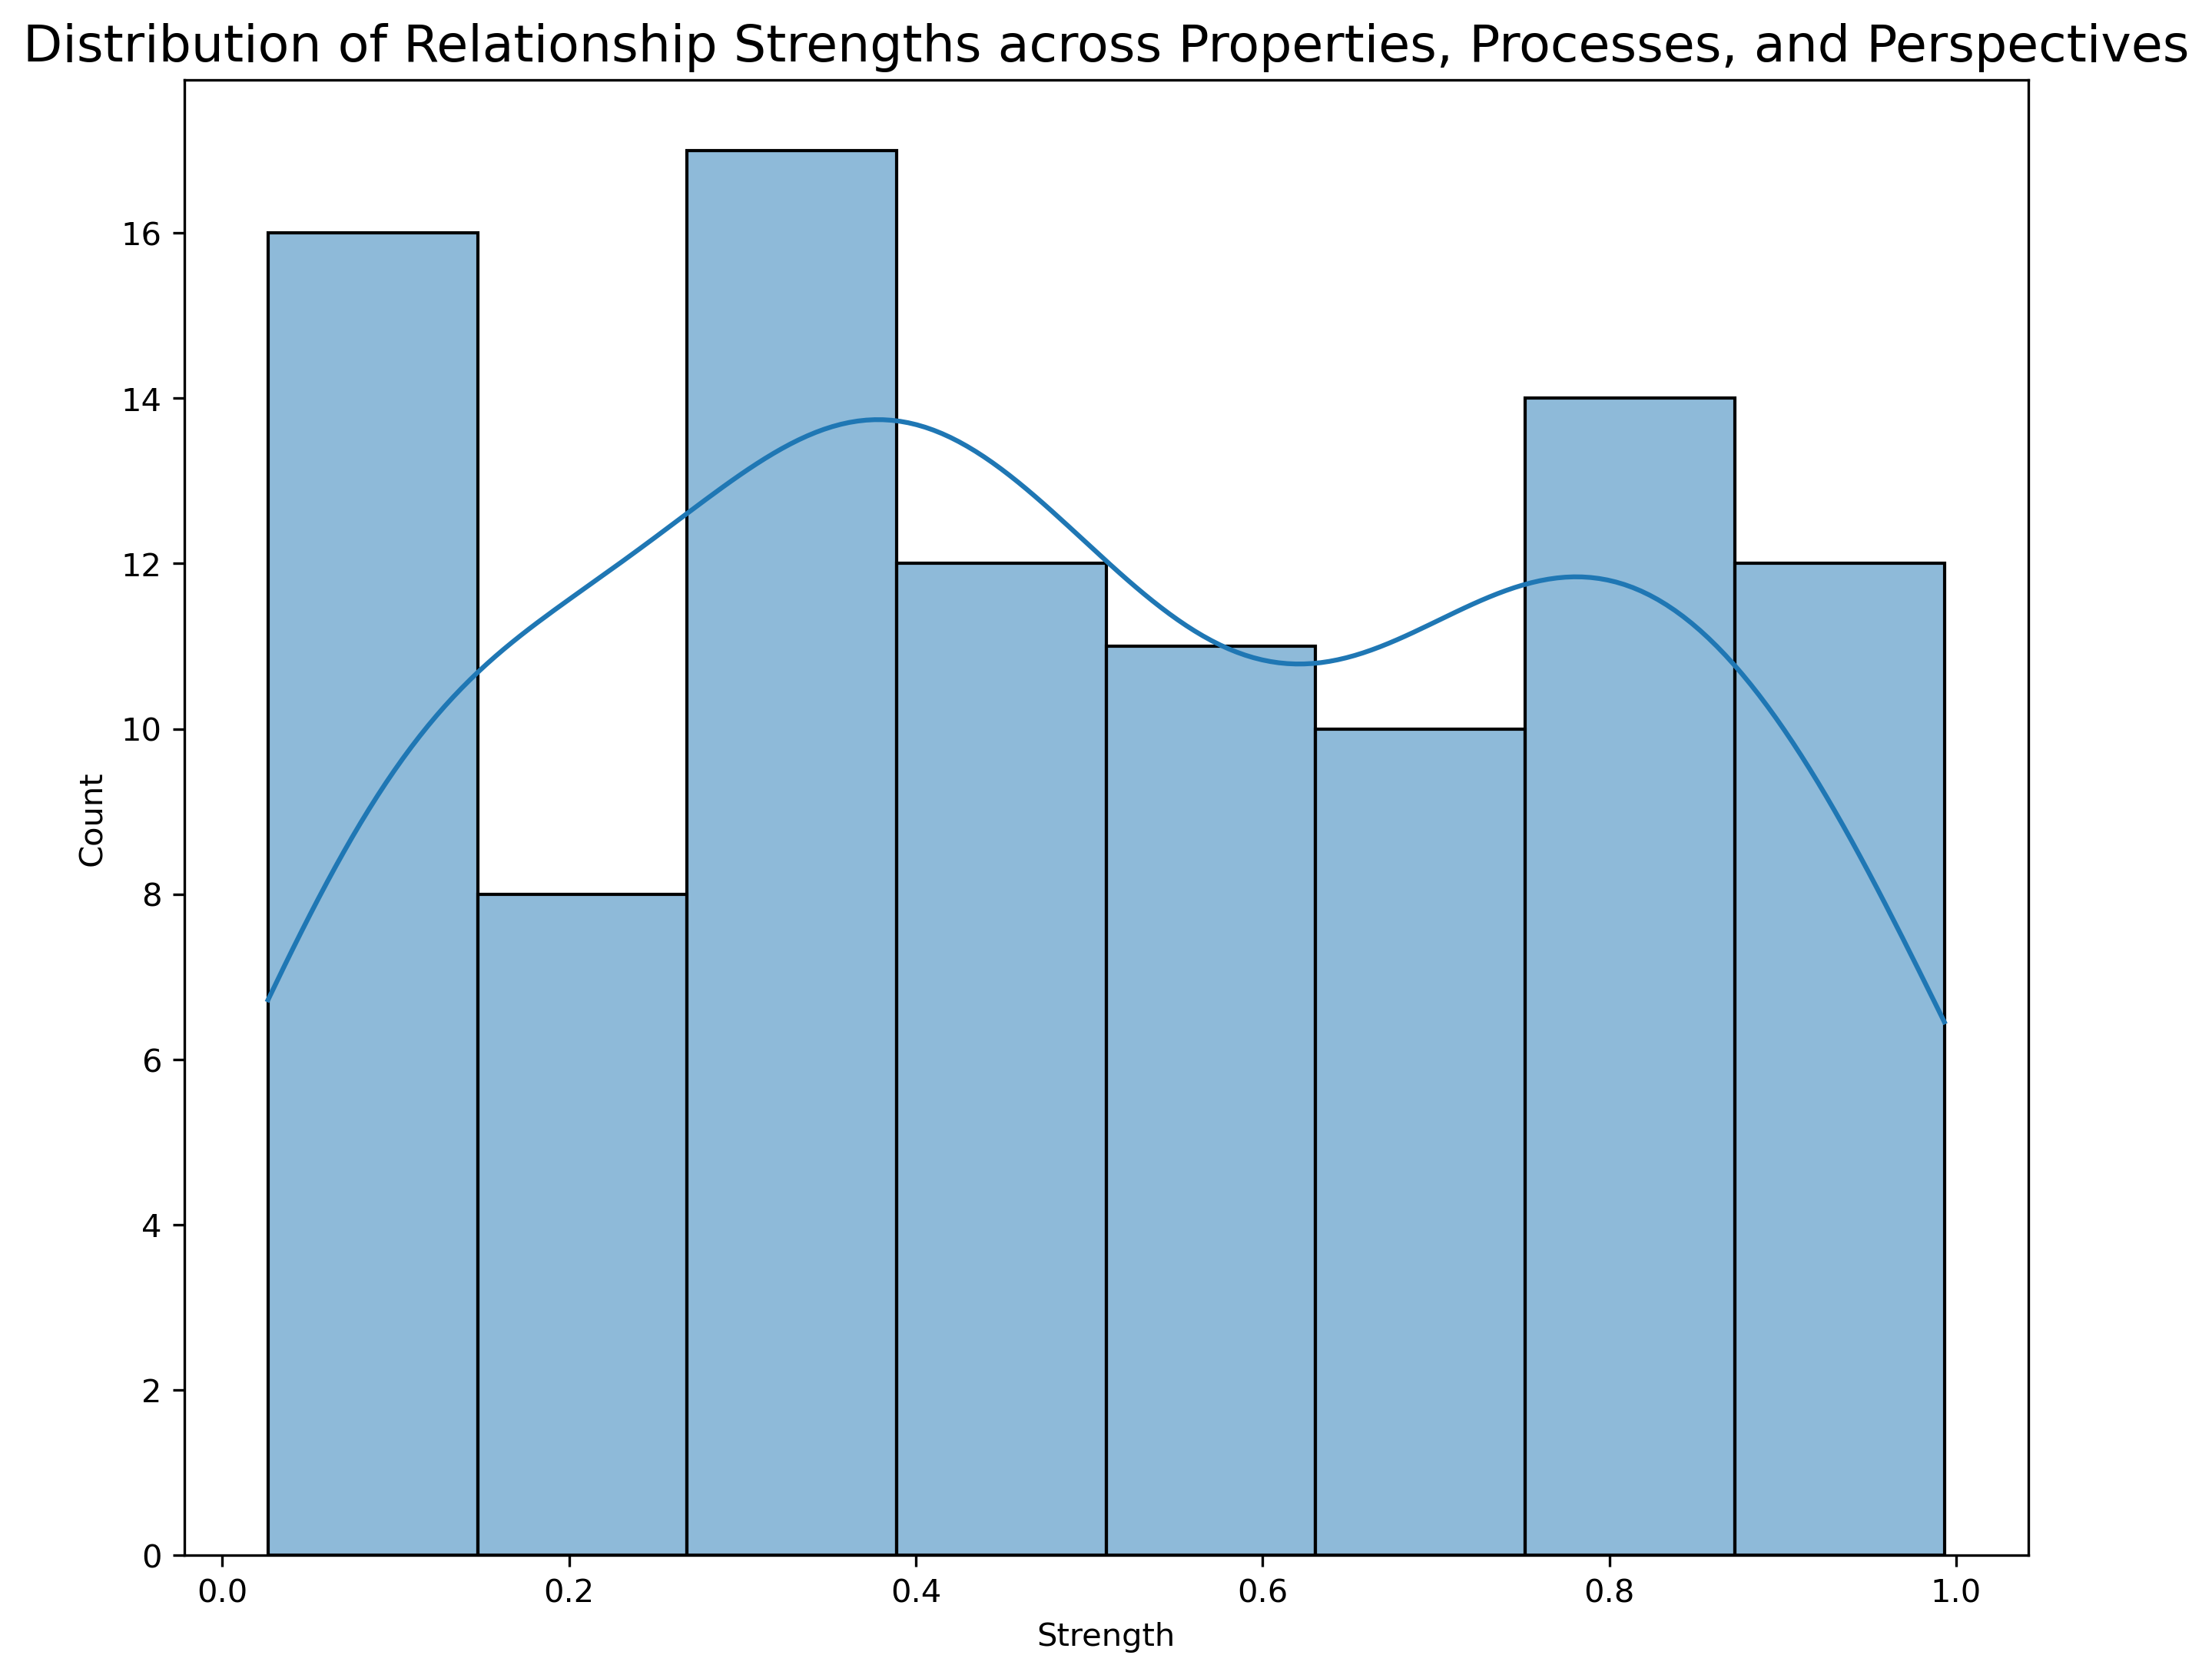 Distribution of Relationship Strengths across Properties, Processes, and Perspectives
16
14
12
10
8
6
4
2
0
Count
0.0 0.2 0.4 0.6 0.8 1.0
Strength